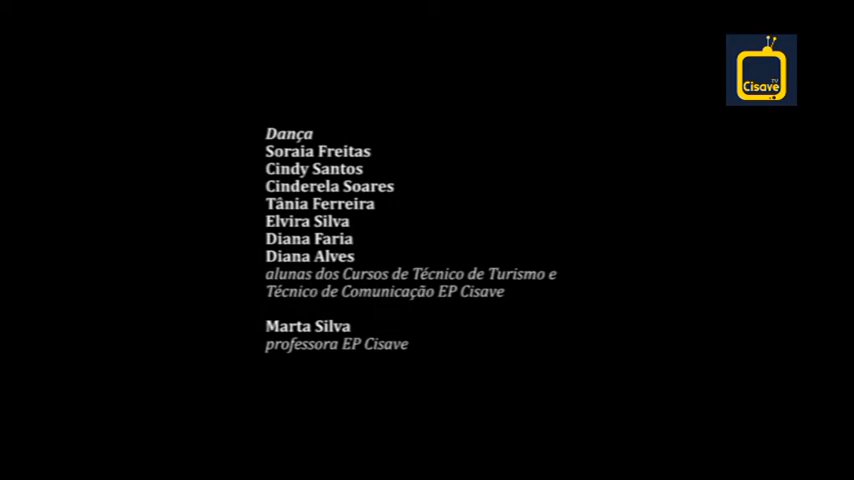 TV
Cisave
Dança
Soraia Freitas
Cindy Santos
Cinderela Soares
Tânia Ferreira
Elvira Silva
Diana Faria
Diana Alves
alunas dos Cursos de Técnico de Turismo e
Técnico de Comunicação EP Cisave
Marta Silva
professora EP Cisave